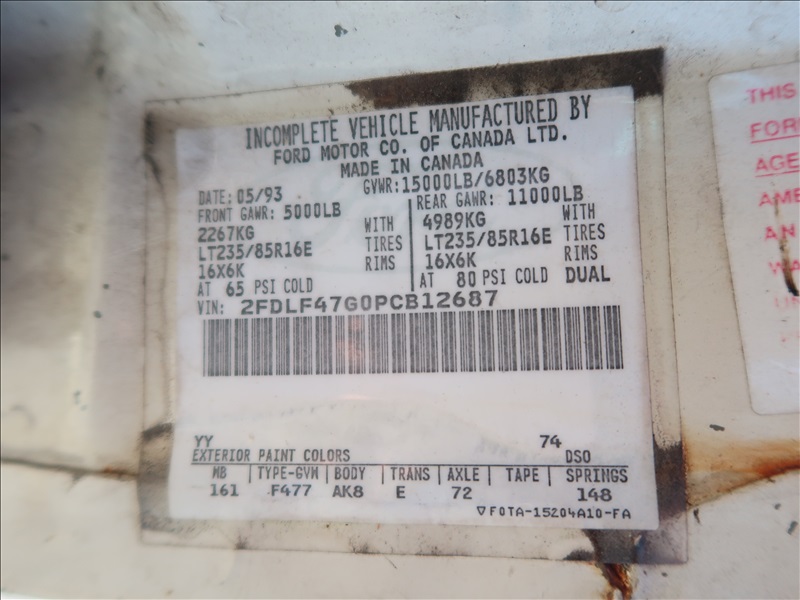 INCOMPLETE VEHICLE MANUFACTURED BY
FORD MOTOR CO. OF CANADA LTD.
MADE IN CANADA
DATE: 05/93 GVWR: 15000LB/6803KG
FRONT GAWR: 5000LB REAR GAWR: 11000LB
2267KG WITH 4989KG WITH
LT235/85R16E TIRES LT235/85R16E TIRES
16X6K RIMS 16X6K RIMS
AT 65 PSI COLD AT 80 PSI COLD DUAL
VIN: 2FDLF47G0PCB12687
YY 74
EXTERIOR PAINT COLORS DSO
WB TYPE-GVM BODY TRANS AXLE TAPE SPRINGS
161 F477 AK8 E 72 148
F0TA-15204A10-FA
THIS
FOR
AGE
AME
AN
WA